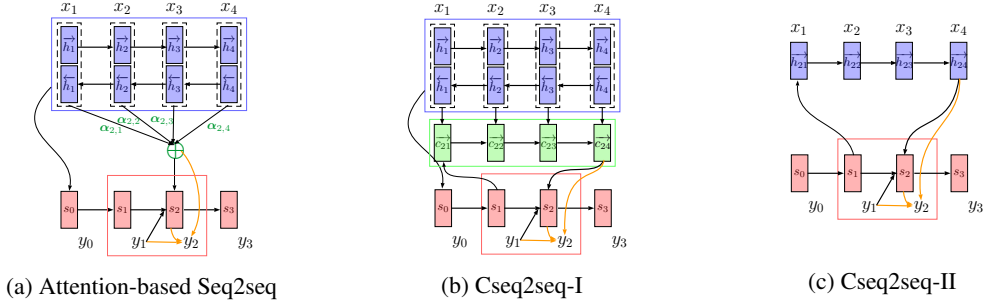 x₁ x₂ x₃ x₄
→h₁ →h₂ →h₃ →h₄
←h₁ ←h₂ ←h₃ ←h₄
α₂,₁ α₂,₂ α₂,₃ α₂,₄
s₀ s₁ s₂ s₃
y₀ y₁ y₂ y₃
(a) Attention-based Seq2seq
x₁ x₂ x₃ x₄
→h₁ →h₂ →h₃ →h₄
←h₁ ←h₂ ←h₃ ←h₄
→c₂₁ →c₂₂ →c₂₃ →c₂₄
s₀ s₁ s₂ s₃
y₀ y₁ y₂ y₃
(b) Cseq2seq-I
x₁ x₂ x₃ x₄
→h₂₁ →h₂₂ →h₂₃ →h₂₄
s₀ s₁ s₂ s₃
y₀ y₁ y₂ y₃
(c) Cseq2seq-II